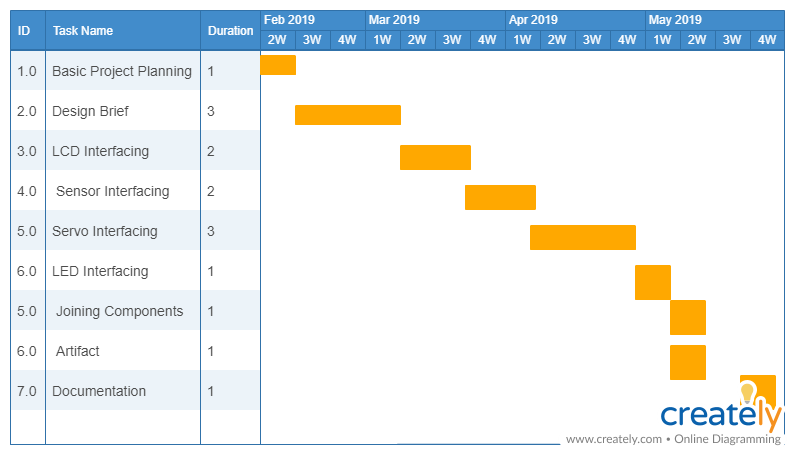 ID Task Name Duration Feb 2019 Mar 2019 Apr 2019 May 2019
2W 3W 4W 1W 2W 3W 4W 1W 2W 3W 4W 1W 2W 3W 4W
1.0 Basic Project Planning 1
2.0 Design Brief 3
3.0 LCD Interfacing 2
4.0 Sensor Interfacing 2
5.0 Servo Interfacing 3
6.0 LED Interfacing 1
5.0 Joining Components 1
6.0 Artifact 1
7.0 Documentation 1
creately
www.creately.com • Online Diagramming